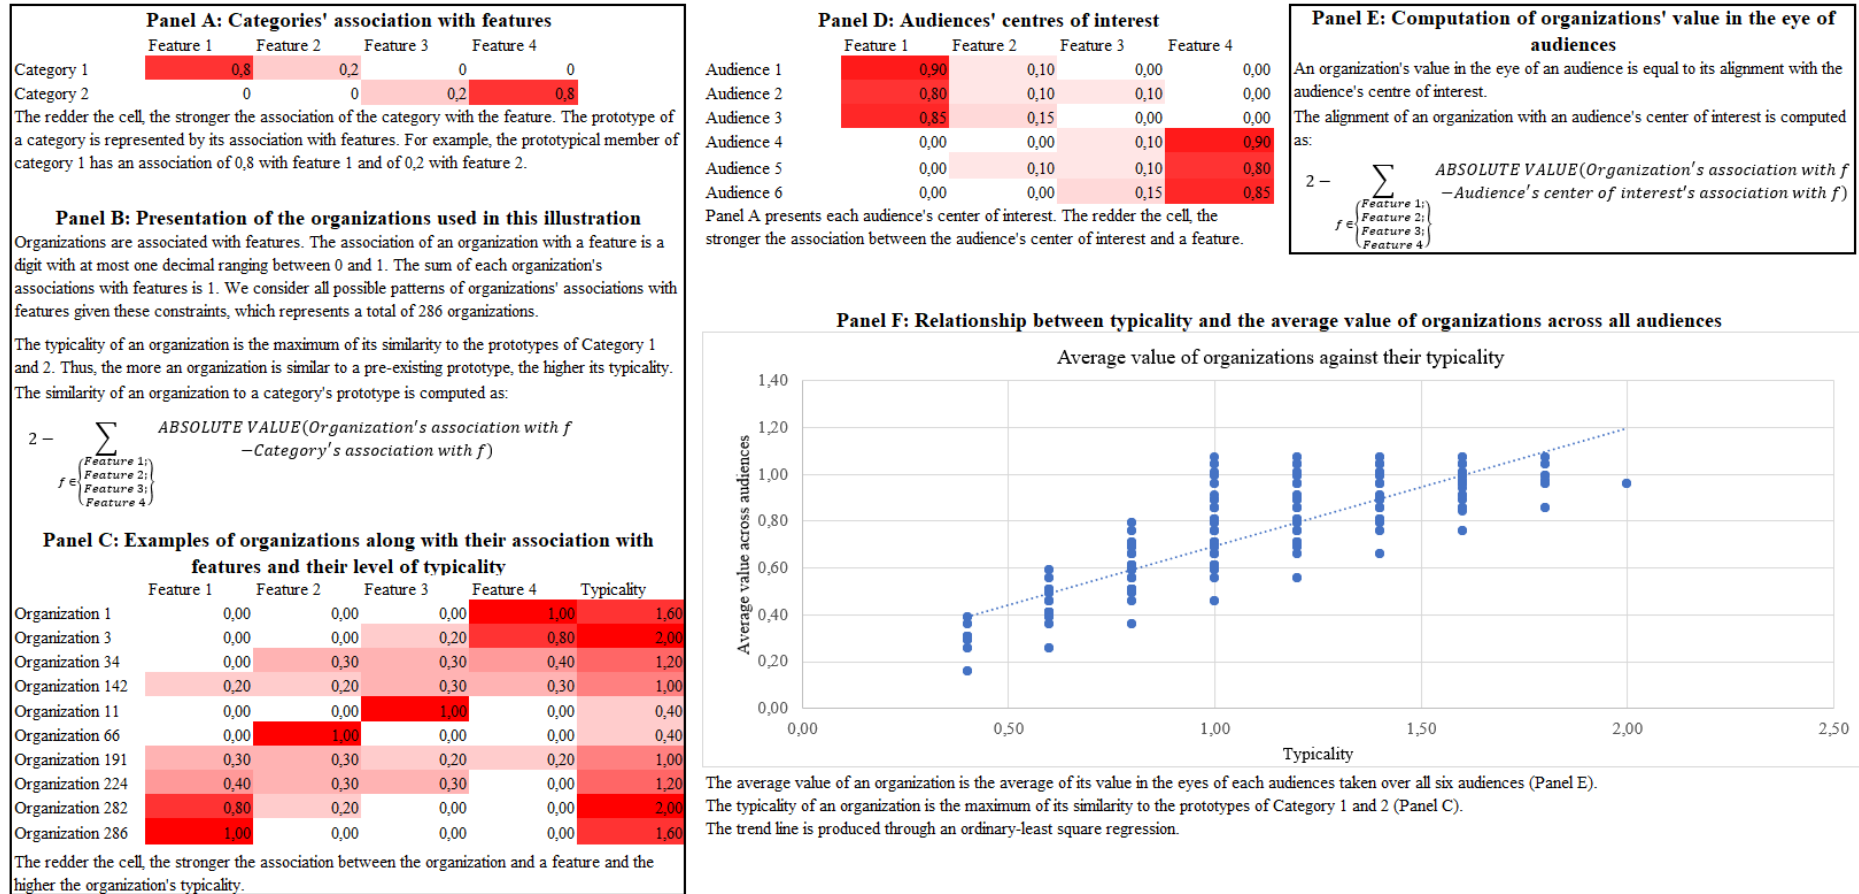 Panel A: Categories' association with features
Feature 1 Feature 2 Feature 3 Feature 4
Category 1 0,8 0,2 0 0
Category 2 0 0 0,2 0,8
The redder the cell, the stronger the association of the category with the feature. The prototype of
a category is represented by its association with features. For example, the prototypical member of
category 1 has an association of 0,8 with feature 1 and of 0,2 with feature 2.
Panel B: Presentation of the organizations used in this illustration
Organizations are associated with features. The association of an organization with a feature is a
digit with at most one decimal ranging between 0 and 1. The sum of each organization's
associations with features is 1. We consider all possible patterns of organizations' associations with
features given these constraints, which represents a total of 286 organizations.
The typicality of an organization is the maximum of its similarity to the prototypes of Category 1
and 2. Thus, the more an organization is similar to a pre-existing prototype, the higher its typicality.
The similarity of an organization to a category's prototype is computed as:
2 − ∑ ABSOLUTE VALUE(Organization's association with f
−Category's association with f)
f ∈ {Feature 1;
Feature 2;
Feature 3;
Feature 4}
Panel C: Examples of organizations along with their association with
features and their level of typicality
Feature 1 Feature 2 Feature 3 Feature 4 Typicality
Organization 1 0,00 0,00 0,00 1,00 1,60
Organization 3 0,00 0,00 0,20 0,80 2,00
Organization 34 0,00 0,30 0,30 0,40 1,20
Organization 142 0,20 0,20 0,30 0,30 1,00
Organization 11 0,00 0,00 1,00 0,00 0,40
Organization 66 0,00 1,00 0,00 0,00 0,40
Organization 191 0,30 0,30 0,20 0,20 1,00
Organization 224 0,40 0,30 0,30 0,00 1,20
Organization 282 0,80 0,20 0,00 0,00 2,00
Organization 286 1,00 0,00 0,00 0,00 1,60
The redder the cell, the stronger the association between the organization and a feature and the
higher the organization's typicality.
Panel D: Audiences' centres of interest
Feature 1 Feature 2 Feature 3 Feature 4
Audience 1 0,90 0,10 0,00 0,00
Audience 2 0,80 0,10 0,10 0,00
Audience 3 0,85 0,15 0,00 0,00
Audience 4 0,00 0,00 0,10 0,90
Audience 5 0,00 0,10 0,10 0,80
Audience 6 0,00 0,00 0,15 0,85
Panel A presents each audience's center of interest. The redder the cell, the
stronger the association between the audience's center of interest and a feature.
Panel E: Computation of organizations' value in the eye of
audiences
An organization's value in the eye of an audience is equal to its alignment with the
audience's centre of interest.
The alignment of an organization with an audience's center of interest is computed
as:
2 − ∑ ABSOLUTE VALUE(Organization's association with f
−Audience's center of interest's association with f)
f ∈ {Feature 1;
Feature 2;
Feature 3;
Feature 4}
Panel F: Relationship between typicality and the average value of organizations across all audiences
Average value of organizations against their typicality
Average value across audiences
1,40
1,20
1,00
0,80
0,60
0,40
0,20
0,00
0,00 0,50 1,00 1,50 2,00 2,50
Typicality
The average value of an organization is the average of its value in the eyes of each audiences taken over all six audiences (Panel E).
The typicality of an organization is the maximum of its similarity to the prototypes of Category 1 and 2 (Panel C).
The trend line is produced through an ordinary-least square regression.